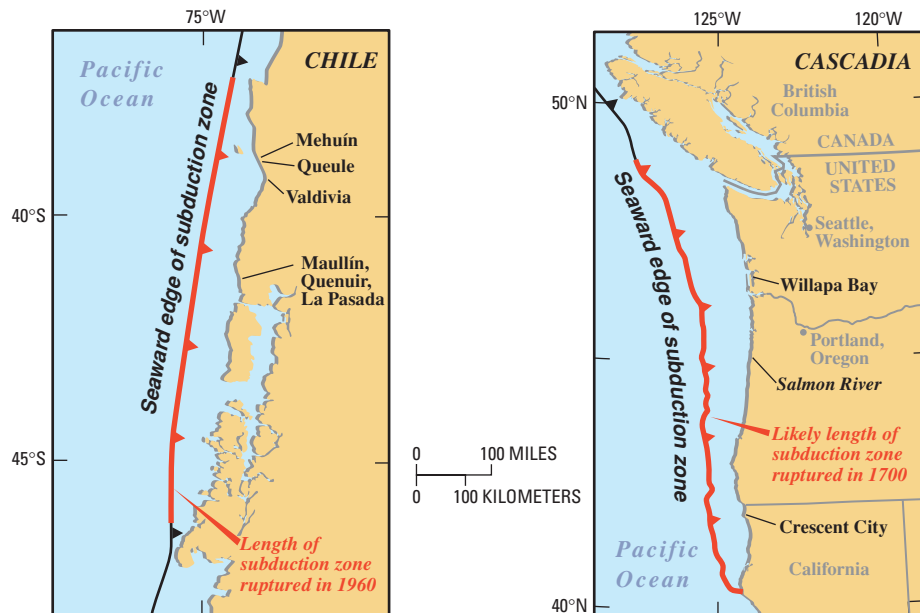 75°W
Pacific
Ocean
CHILE
Seaward edge of subduction zone
Mehuín
Queule
Valdivia
40°S
Maullín,
Quenuir,
La Pasada
45°S
Length of
subduction zone
ruptured in 1960
0 100 MILES
0 100 KILOMETERS
125°W 120°W
CASCADIA
50°N
British
Columbia
CANADA
UNITED
STATES
Seaward edge of subduction zone
Seattle,
Washington
Willapa Bay
Portland,
Oregon
Salmon River
Likely length of
subduction zone
ruptured in 1700
Crescent City
Pacific
Ocean
California
40°N